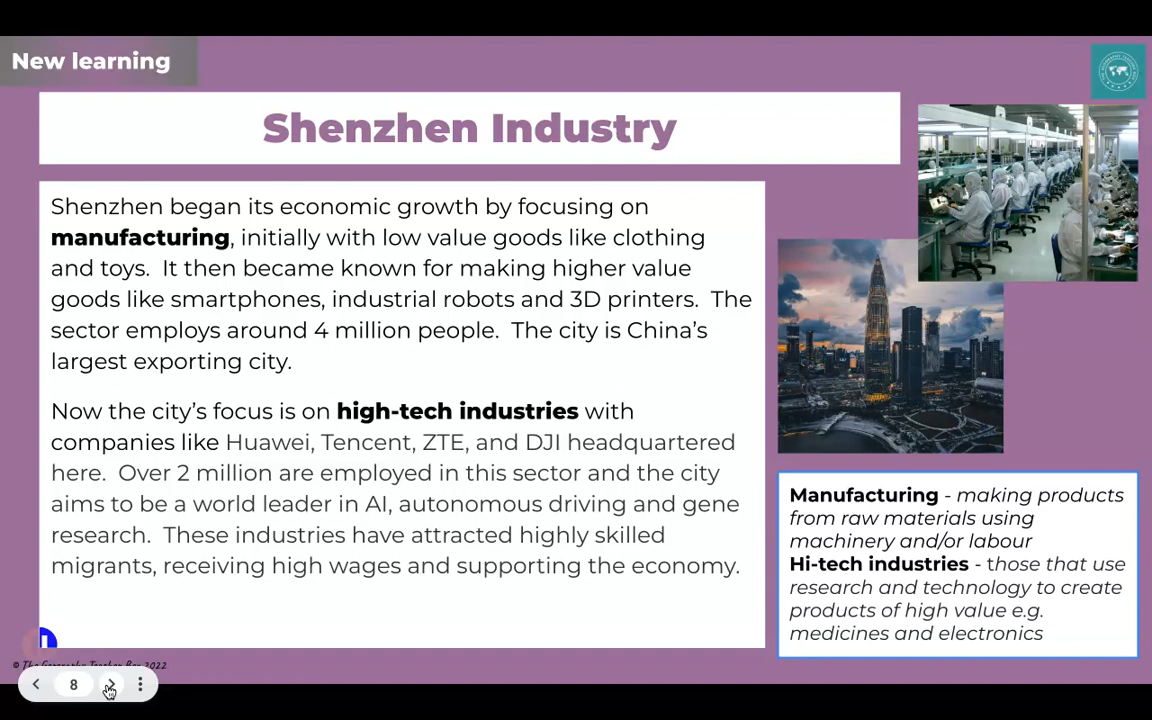 New learning
Shenzhen Industry
Shenzhen began its economic growth by focusing on
manufacturing, initially with low value goods like clothing
and toys. It then became known for making higher value
goods like smartphones, industrial robots and 3D printers. The
sector employs around 4 million people. The city is China's
largest exporting city.
Now the city's focus is on high-tech industries with
companies like Huawei, Tencent, ZTE, and DJI headquartered
here. Over 2 million are employed in this sector and the city
aims to be a world leader in AI, autonomous driving and gene
research. These industries have attracted highly skilled
migrants, receiving high wages and supporting the economy.
Manufacturing - making products
from raw materials using
machinery and/or labour
Hi-tech industries - those that use
research and technology to create
products of high value e.g.
medicines and electronics
© The Geography Teacher Box 2022
8